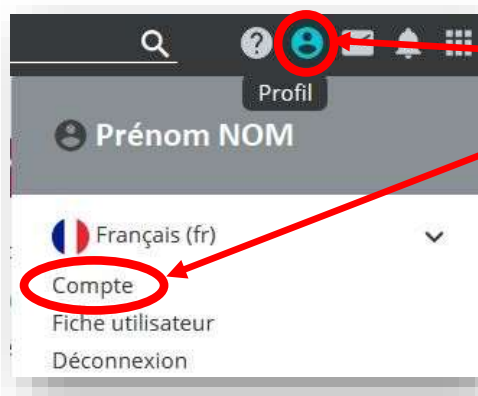 Profil
Prénom NOM
Français (fr)
Compte
Fiche utilisateur
Déconnexion